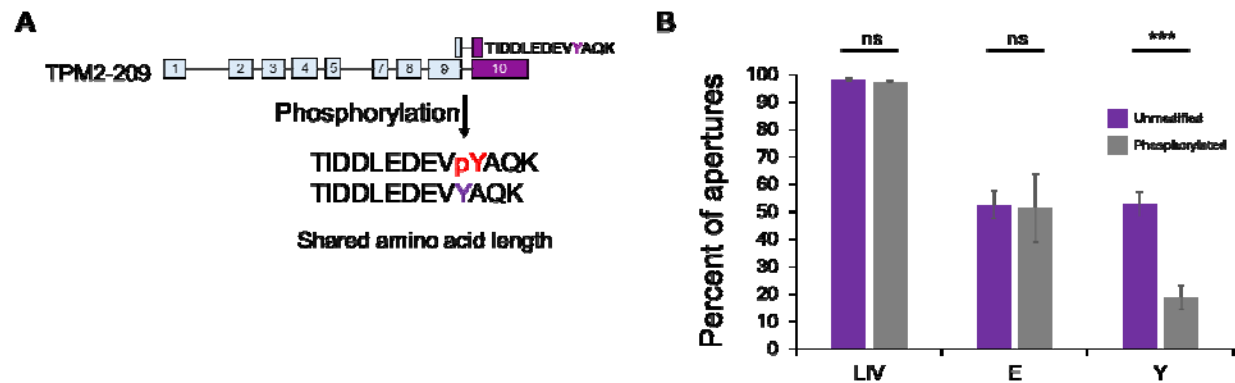 A
TIDDLEDEVYAQK
TPM2-209
1 2 3 4 5 7 8 9 10
Phosphorylation
TIDDLEDEVpYAQK
TIDDLEDEVYAQK
Shared amino acid length
B
ns ns ***
Percent of apertures
100
90
80
70
60
50
40
30
20
10
0
Unmodified
Phosphorylated
LIV E Y